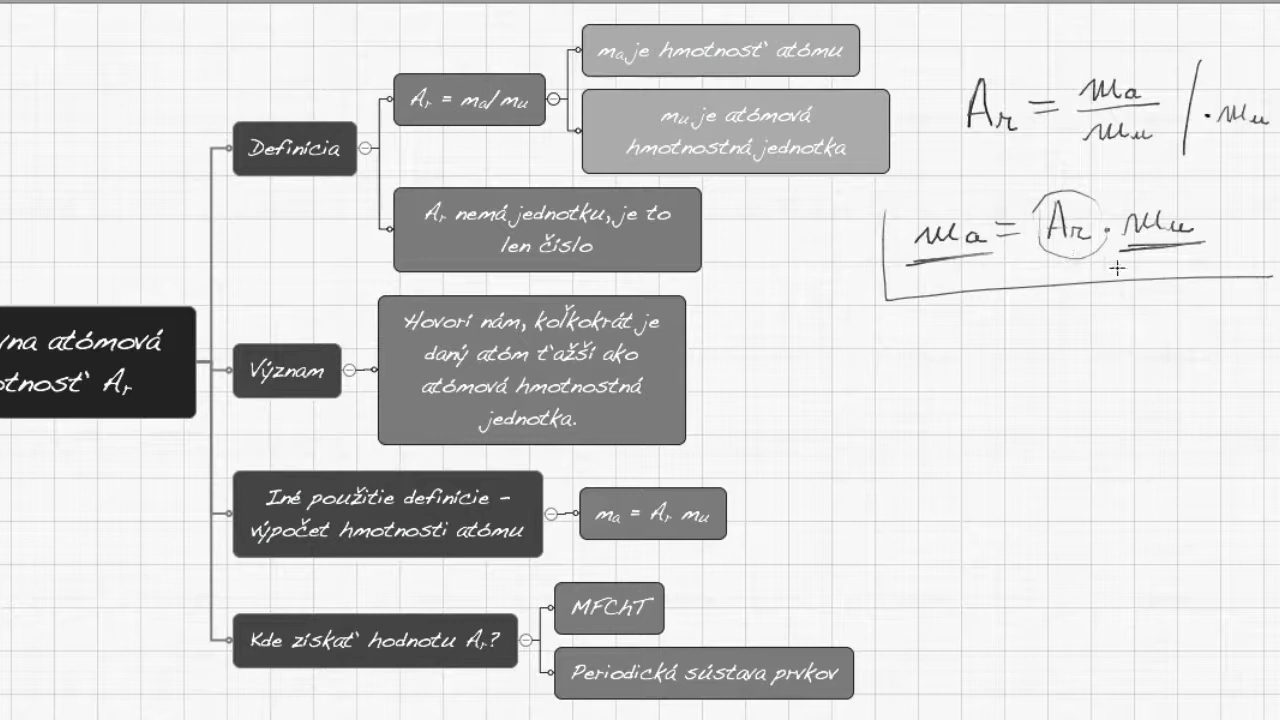 vna atómová
otnosť Ar
Definícia
Ar = ma/mu
ma je hmotnosť atómu
mu je atómová
hmotnostná jednotka
Ar nemá jednotku, je to
len číslo
Význam
Hovorí nám, koľkokrát je
daný atóm ťažší ako
atómová hmotnostná
jednotka.
Iné použitie definície -
výpočet hmotnosti atómu
ma = Ar mu
Kde získať hodnotu Ar?
MFChT
Periodická sústava prvkov
Ar = ma / mu / · mu
ma = Ar · mu